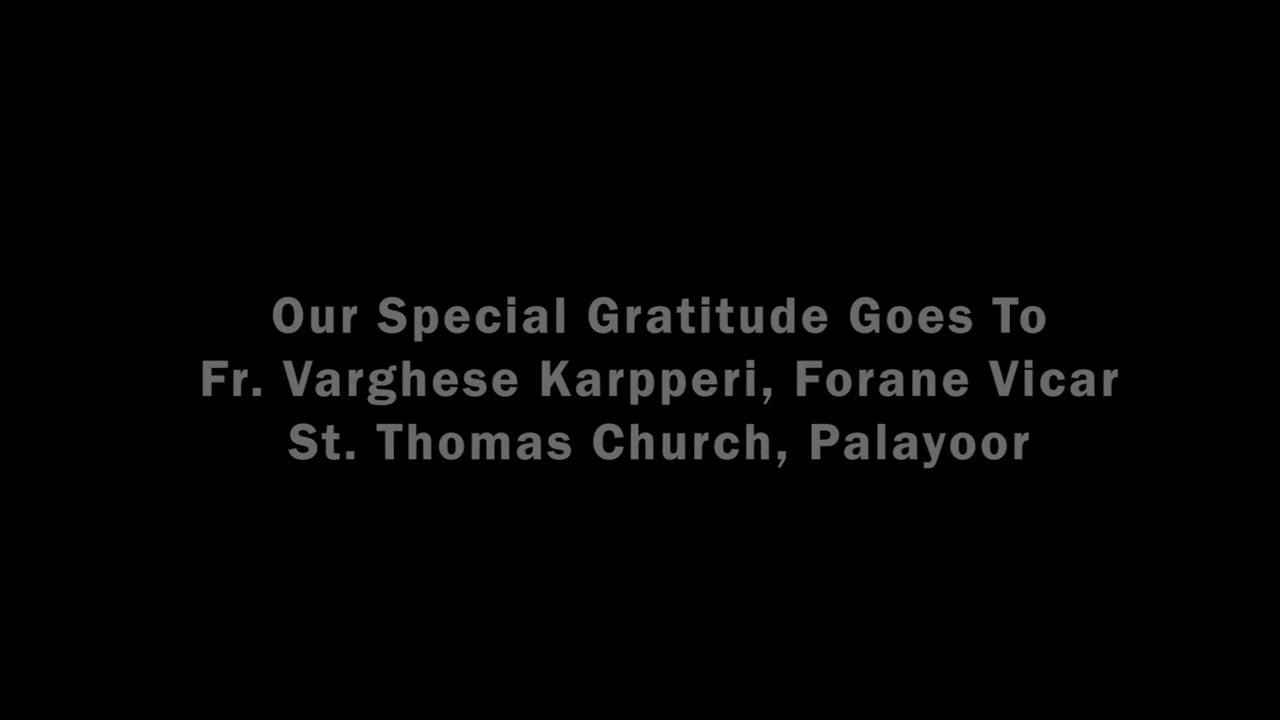 Our Special Gratitude Goes To
Fr. Varghese Karpperi, Forane Vicar
St. Thomas Church, Palayoor